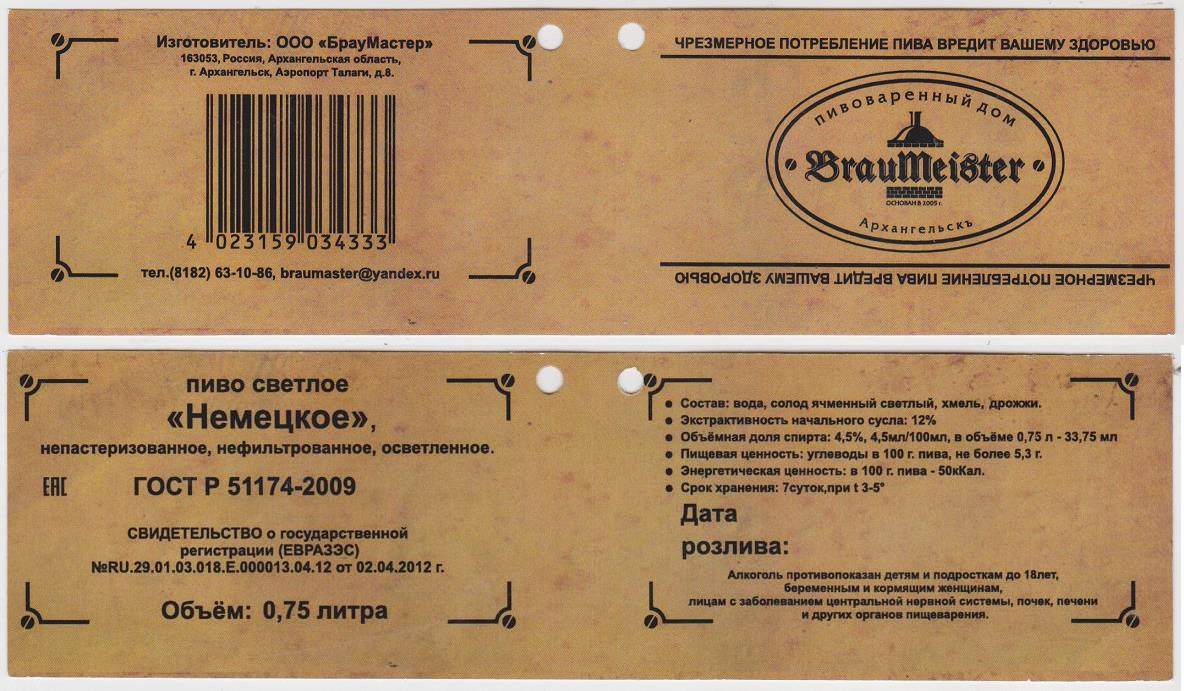 Изготовитель: ООО «БрауМастер»
163053, Россия, Архангельская область,
г. Архангельск, Аэропорт Талаги, д.8.
4 023159 034333
тел.(8182) 63-10-86, braumaster@yandex.ru
ЧРЕЗМЕРНОЕ ПОТРЕБЛЕНИЕ ПИВА ВРЕДИТ ВАШЕМУ ЗДОРОВЬЮ
ПИВОВАРЕННЫЙ ДОМ
BrauMeister
ОСНОВАН В 2005 г.
Архангельскъ
ЧРЕЗМЕРНОЕ ПОТРЕБЛЕНИЕ ПИВА ВРЕДИТ ВАШЕМУ ЗДОРОВЬЮ
пиво светлое
«Немецкое»,
непастеризованное, нефильтрованное, осветленное.
ЕАС ГОСТ Р 51174-2009
СВИДЕТЕЛЬСТВО о государственной
регистрации (ЕВРАЗЭС)
№RU.29.01.03.018.Е.000013.04.12 от 02.04.2012 г.
Объём: 0,75 литра
• Состав: вода, солод ячменный светлый, хмель, дрожжи.
• Экстрактивность начального сусла: 12%
• Объёмная доля спирта: 4,5%, 4,5мл/100мл, в объёме 0,75 л - 33,75 мл
• Пищевая ценность: углеводы в 100 г. пива, не более 5,3 г.
• Энергетическая ценность: в 100 г. пива - 50кКал.
• Срок хранения: 7суток,при t 3-5°
Дата
розлива:
Алкоголь противопоказан детям и подросткам до 18лет,
беременным и кормящим женщинам,
лицам с заболеванием центральной нервной системы, почек, печени
и других органов пищеварения.